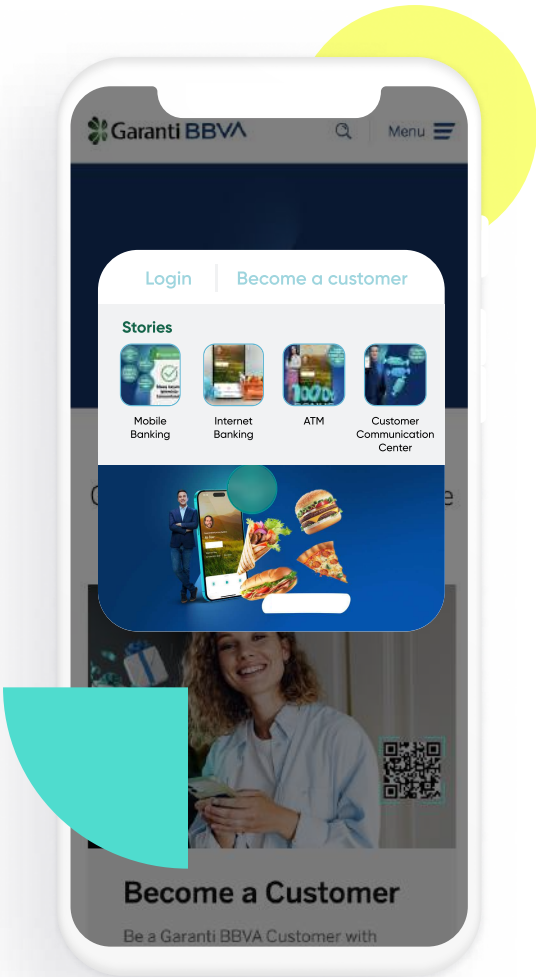 Garanti BBVA
Menu
Login
Become a customer
Stories
Mobile
Banking
Internet
Banking
ATM
Customer
Communication
Center
Become a Customer
Be a Garanti BBVA Customer with